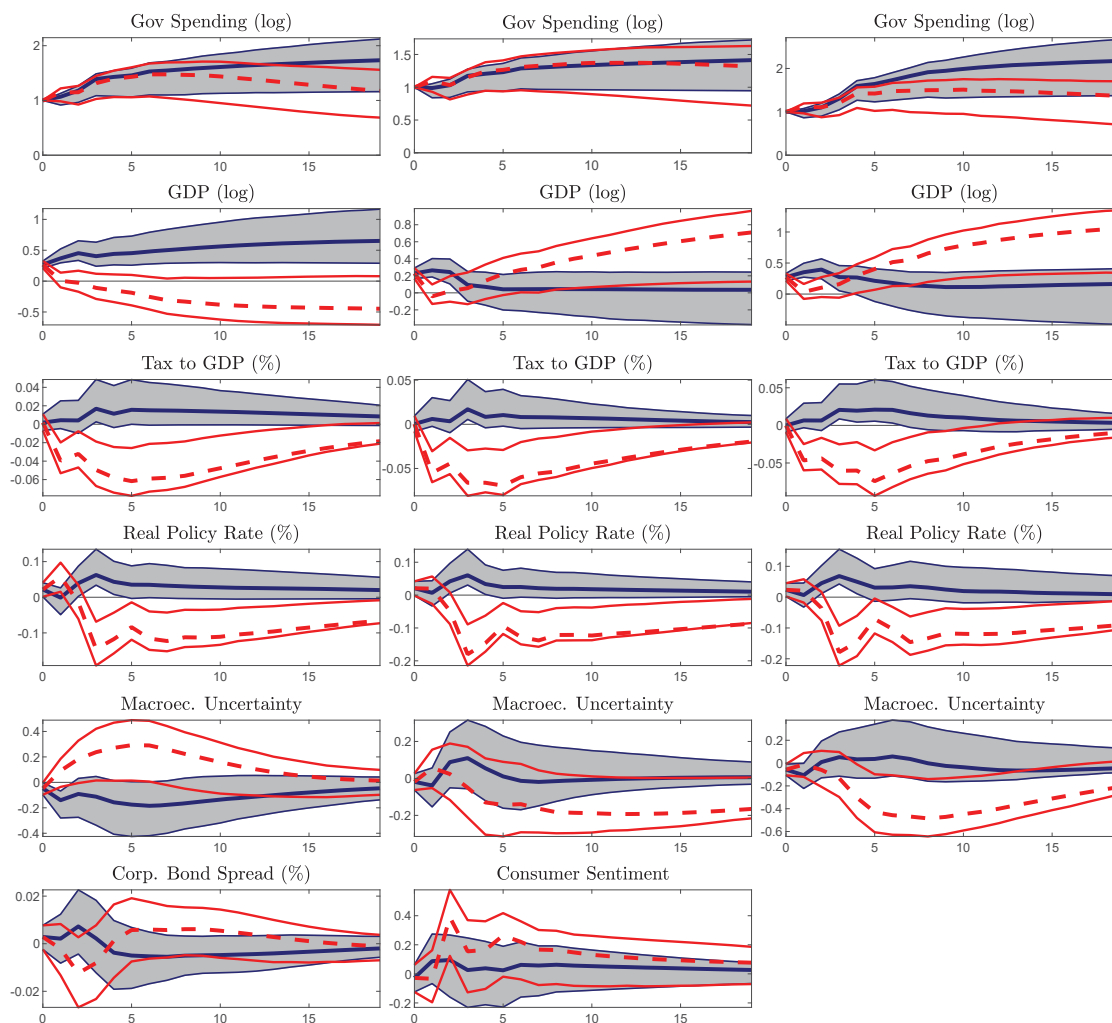 Gov Spending (log) Gov Spending (log) Gov Spending (log)
2
1
0
0 5 10 15
1.5
1
0.5
0
0 5 10 15
2
1
0
0 5 10 15
GDP (log) GDP (log) GDP (log)
1
0.5
0
-0.5
0 5 10 15
0.8
0.6
0.4
0.2
0
-0.2
0 5 10 15
1
0.5
0
0 5 10 15
Tax to GDP (%) Tax to GDP (%) Tax to GDP (%)
0.04
0.02
0
-0.02
-0.04
-0.06
0 5 10 15
0.05
0
-0.05
0 5 10 15
0.05
0
-0.05
0 5 10 15
Real Policy Rate (%) Real Policy Rate (%) Real Policy Rate (%)
0.1
0
-0.1
0 5 10 15
0.1
0
-0.1
-0.2
0 5 10 15
0.1
0
-0.1
-0.2
0 5 10 15
Macroec. Uncertainty Macroec. Uncertainty Macroec. Uncertainty
0.4
0.2
0
-0.2
-0.4
0 5 10 15
0.2
0
-0.2
0 5 10 15
0.2
0
-0.2
-0.4
-0.6
0 5 10 15
Corp. Bond Spread (%) Consumer Sentiment
0.02
0
-0.02
0 5 10 15
0.4
0.2
0
-0.2
0 5 10 15